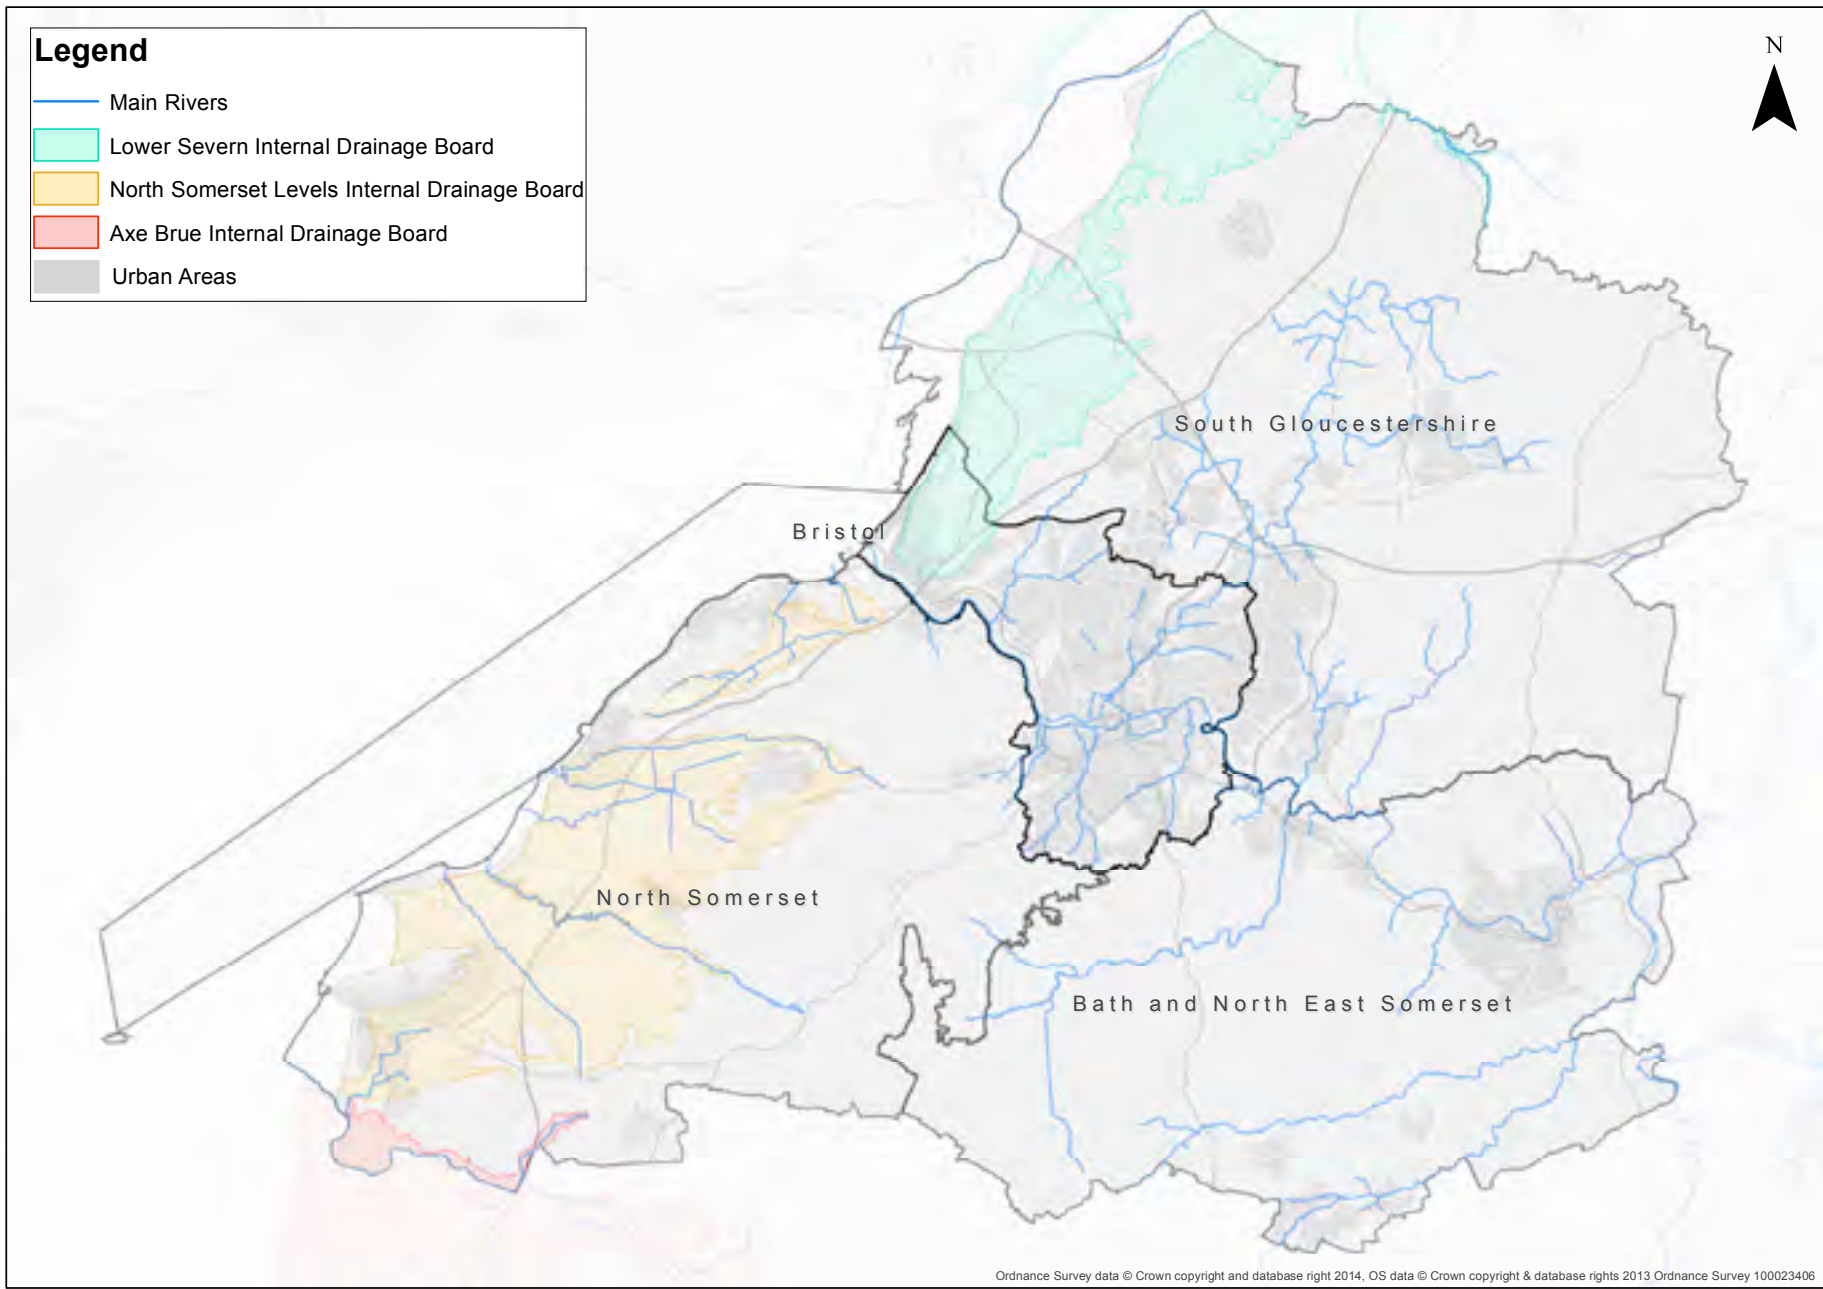 Legend
Main Rivers
Lower Severn Internal Drainage Board
North Somerset Levels Internal Drainage Board
Axe Brue Internal Drainage Board
Urban Areas
N
South Gloucestershire
Bristol
North Somerset
Bath and North East Somerset
Ordnance Survey data © Crown copyright and database right 2014, OS data © Crown copyright & database rights 2013 Ordnance Survey 100023406